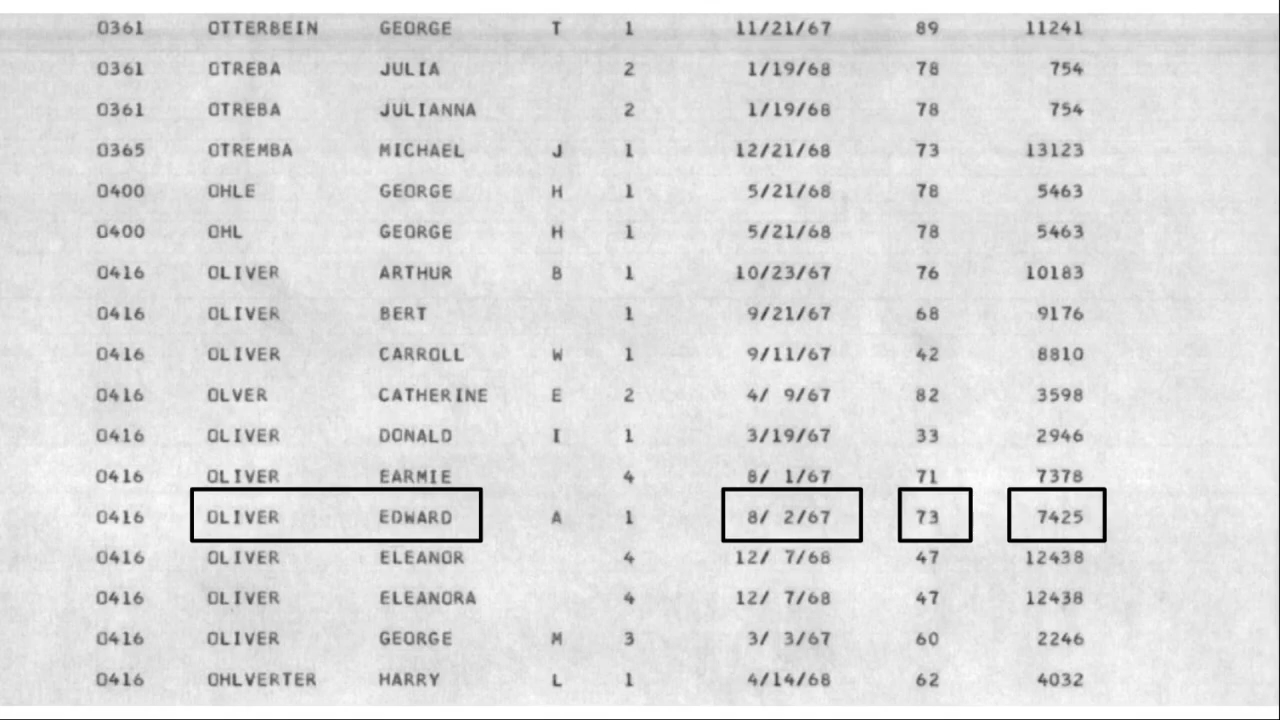 0361 OTTERBEIN GEORGE T 1 11/21/67 89 11241
0361 OTREBA JULIA 2 1/19/68 78 754
0361 OTREBA JULIANNA 2 1/19/68 78 754
0365 OTREMBA MICHAEL J 1 12/21/68 73 13123
0400 OHLE GEORGE H 1 5/21/68 78 5463
0400 OHL GEORGE H 1 5/21/68 78 5463
0416 OLIVER ARTHUR B 1 10/23/67 76 10183
0416 OLIVER BERT 1 9/21/67 68 9176
0416 OLIVER CARROLL W 1 9/11/67 42 8810
0416 OLVER CATHERINE E 2 4/ 9/67 82 3598
0416 OLIVER DONALD I 1 3/19/67 33 2946
0416 OLIVER EARMIE 4 8/ 1/67 71 7378
0416 OLIVER EDWARD A 1 8/ 2/67 73 7425
0416 OLIVER ELEANOR 4 12/ 7/68 47 12438
0416 OLIVER ELEANORA 4 12/ 7/68 47 12438
0416 OLIVER GEORGE M 3 3/ 3/67 60 2246
0416 OHLVERTER HARRY L 1 4/14/68 62 4032